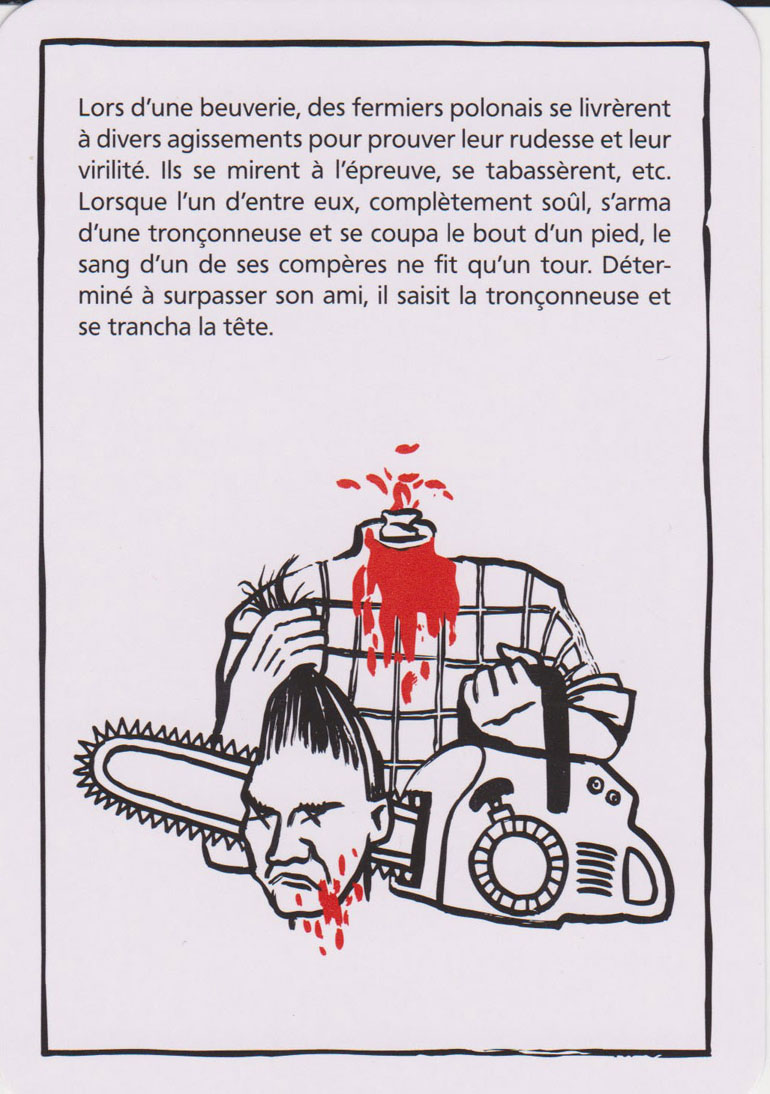 Lors d'une beuverie, des fermiers polonais se livrèrent
à divers agissements pour prouver leur rudesse et leur
virilité. Ils se mirent à l'épreuve, se tabassèrent, etc.
Lorsque l'un d'entre eux, complètement soûl, s'arma
d'une tronçonneuse et se coupa le bout d'un pied, le
sang d'un de ses compères ne fit qu'un tour. Déter-
miné à surpasser son ami, il saisit la tronçonneuse et
se trancha la tête.